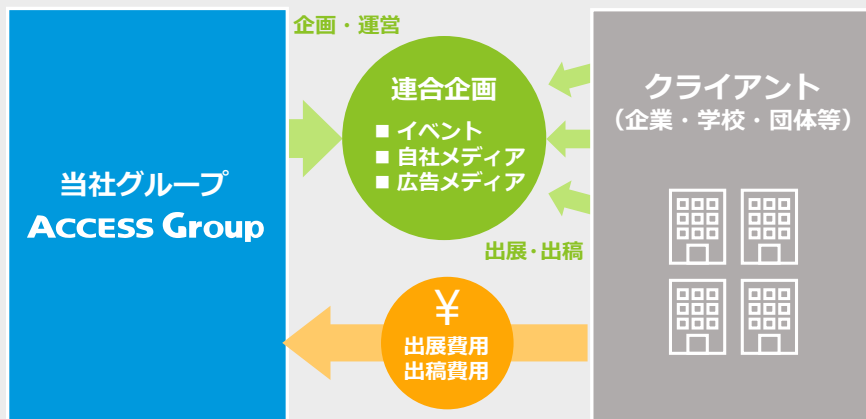 企画・運営
連合企画
■ イベント
■ 自社メディア
■ 広告メディア
クライアント
（企業・学校・団体等）
当社グループ
ACCESS Group
出展・出稿
¥
出展費用
出稿費用